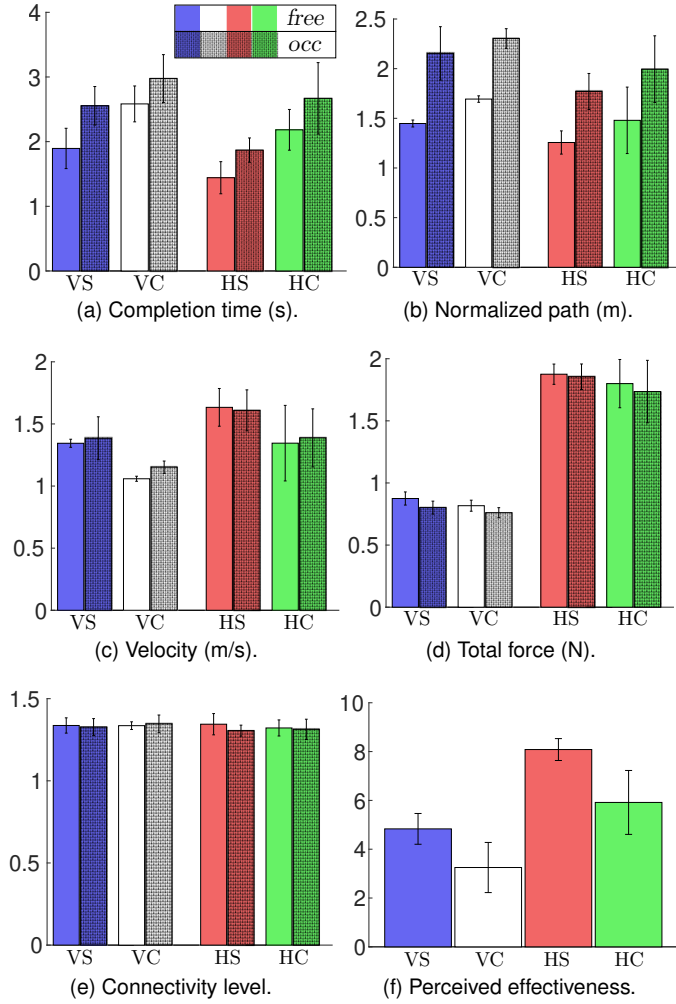 free
occ
4
3
2
1
0
VS VC HS HC
(a) Completion time (s).
2.5
2
1.5
1
0.5
0
VS VC HS HC
(b) Normalized path (m).
2
1.5
1
0.5
0
VS VC HS HC
(c) Velocity (m/s).
2
1.5
1
0.5
0
VS VC HS HC
(d) Total force (N).
1.5
1
0.5
0
VS VC HS HC
(e) Connectivity level.
10
8
6
4
2
0
VS VC HS HC
(f) Perceived effectiveness.